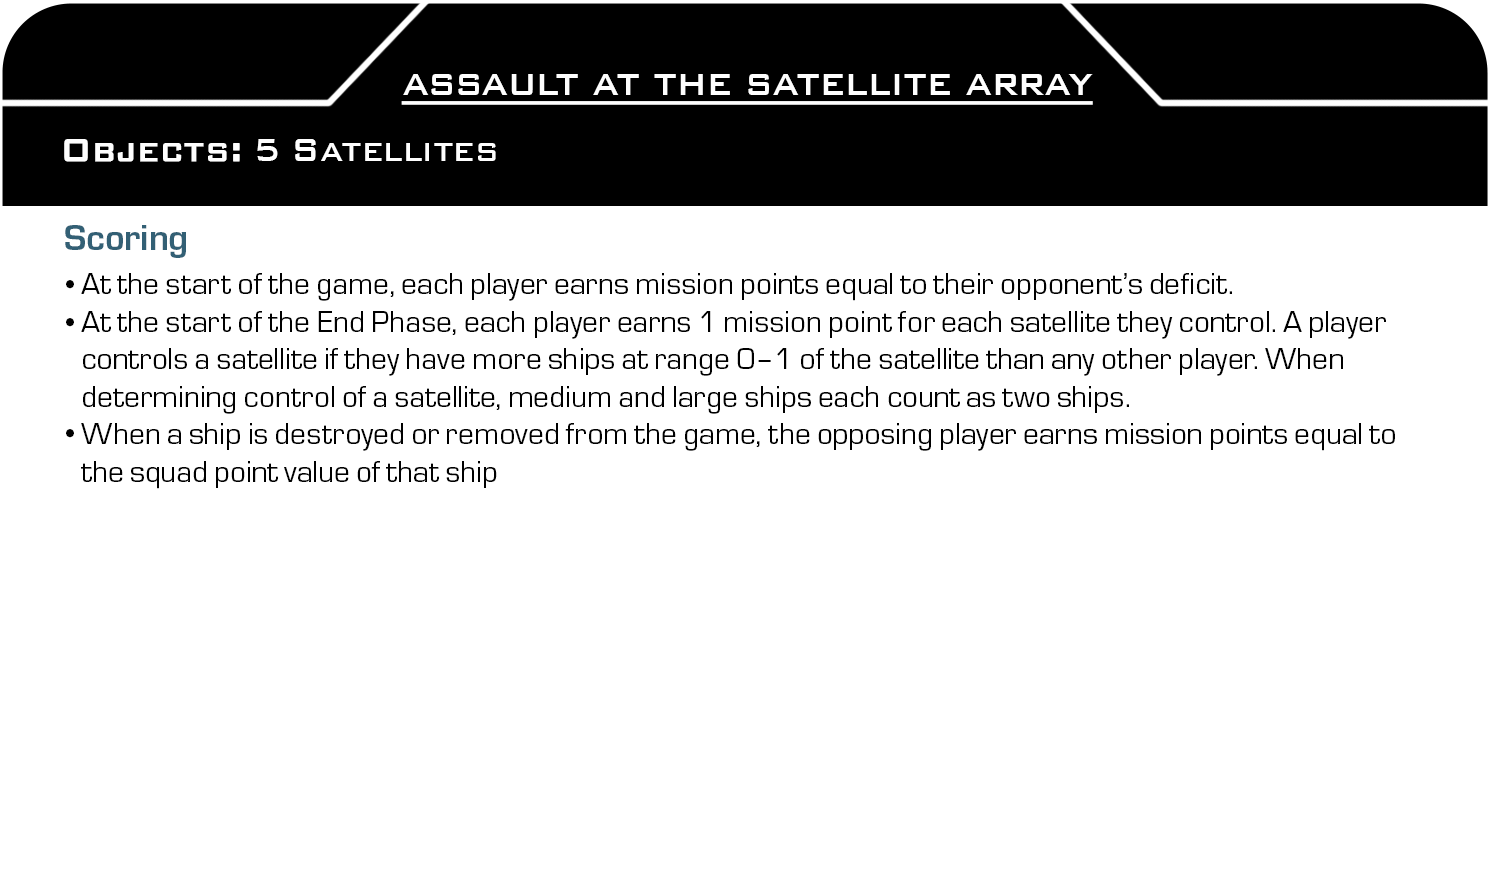 ASSAULT AT THE SATELLITE ARRAY
OBJECTS: 5 SATELLITES
Scoring
• At the start of the game, each player earns mission points equal to their opponent’s deficit.
• At the start of the End Phase, each player earns 1 mission point for each satellite they control. A player
controls a satellite if they have more ships at range 0–1 of the satellite than any other player. When
determining control of a satellite, medium and large ships each count as two ships.
• When a ship is destroyed or removed from the game, the opposing player earns mission points equal to
the squad point value of that ship